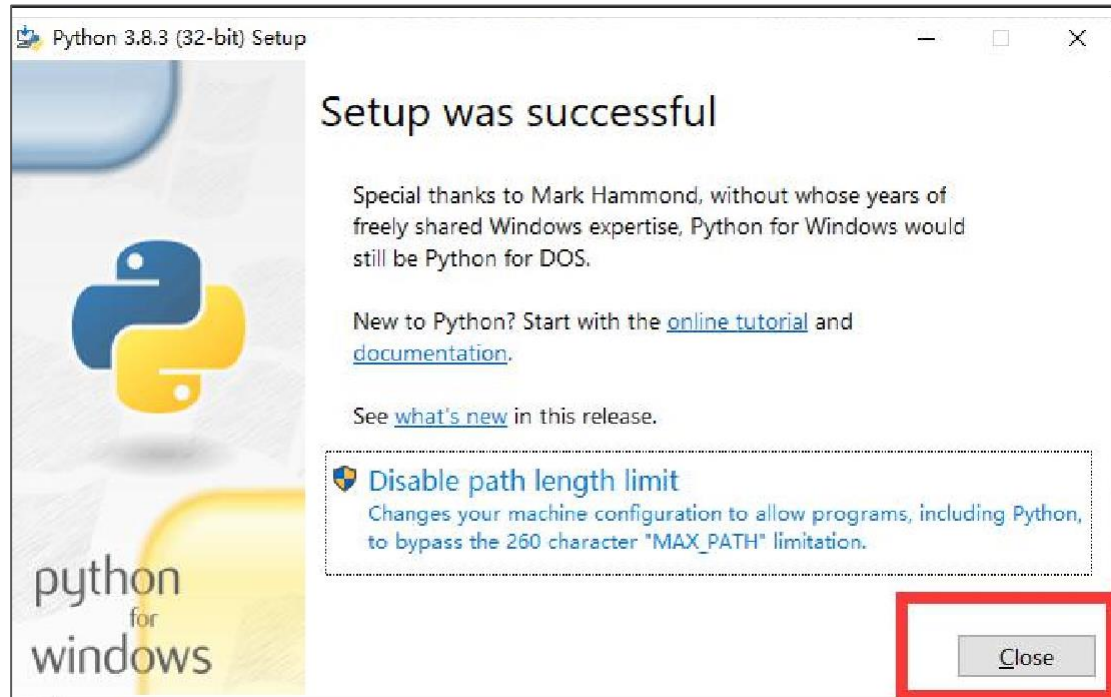 Python 3.8.3 (32-bit) Setup
Setup was successful
Special thanks to Mark Hammond, without whose years of
freely shared Windows expertise, Python for Windows would
still be Python for DOS.
New to Python? Start with the online tutorial and
documentation.
See what's new in this release.
Disable path length limit
Changes your machine configuration to allow programs, including Python,
to bypass the 260 character "MAX_PATH" limitation.
python
for
windows
Close